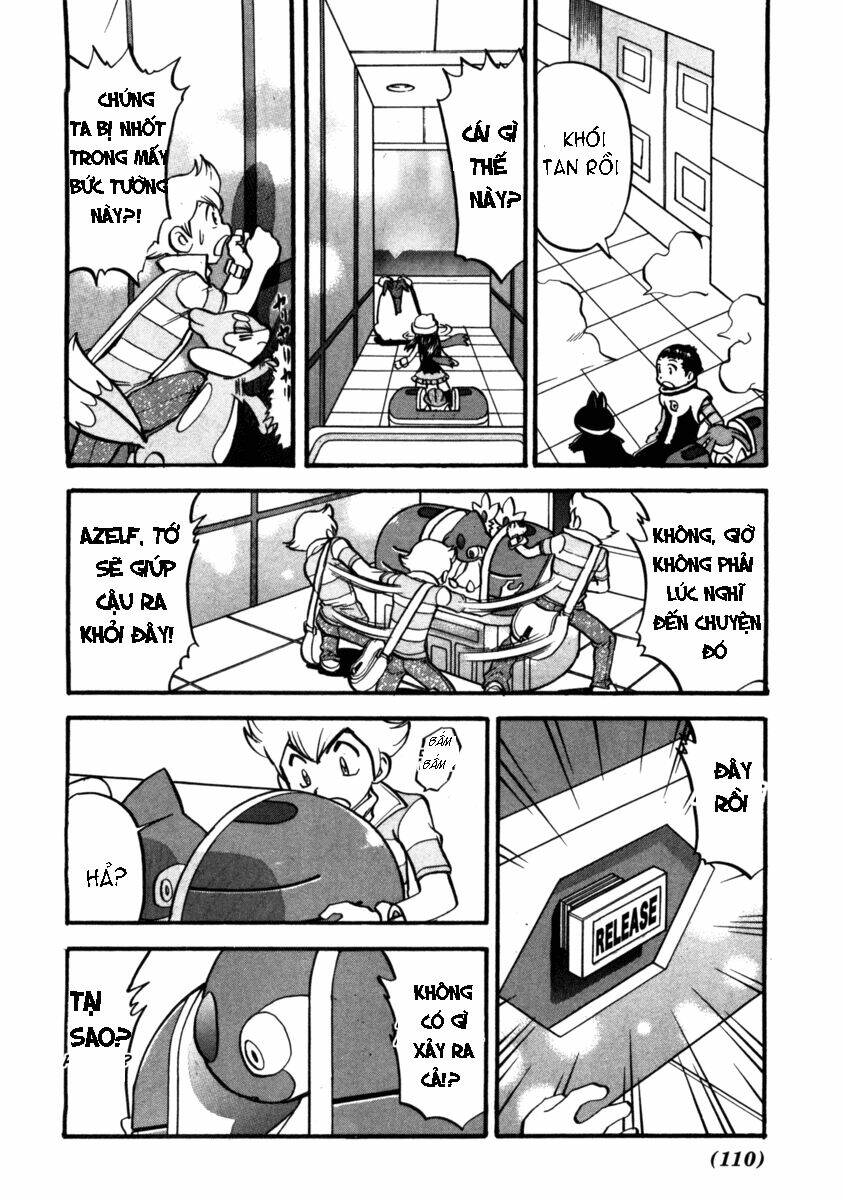 KHÓI
TAN RỒI
CÁI GÌ
THẾ
NÀY?
CHÚNG
TA BỊ NHỐT
TRONG MẤY
BỨC TƯỜNG
NÀY?!
KHÔNG, GIỜ
KHÔNG PHẢI
LÚC NGHĨ
ĐẾN CHUYỆN
ĐÓ
AZELF, TỚ
SẼ GIÚP
CẬU RA
KHỎI ĐÂY!
ĐÂY
RỒI
RELEASE
BẤM
BẤM
HẢ?
KHÔNG
CÓ GÌ
XẢY RA
CẢ!?
TẠI
SAO?
(110)